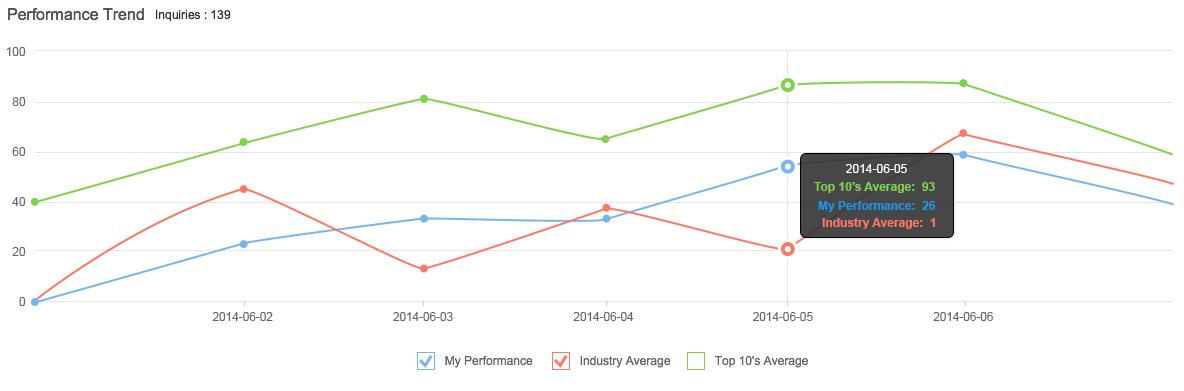 Performance Trend Inquiries : 139
100
80
60
40
20
0
2014-06-05
Top 10's Average: 93
My Performance: 26
Industry Average: 1
2014-06-02 2014-06-03 2014-06-04 2014-06-05 2014-06-06
My Performance Industry Average Top 10's Average